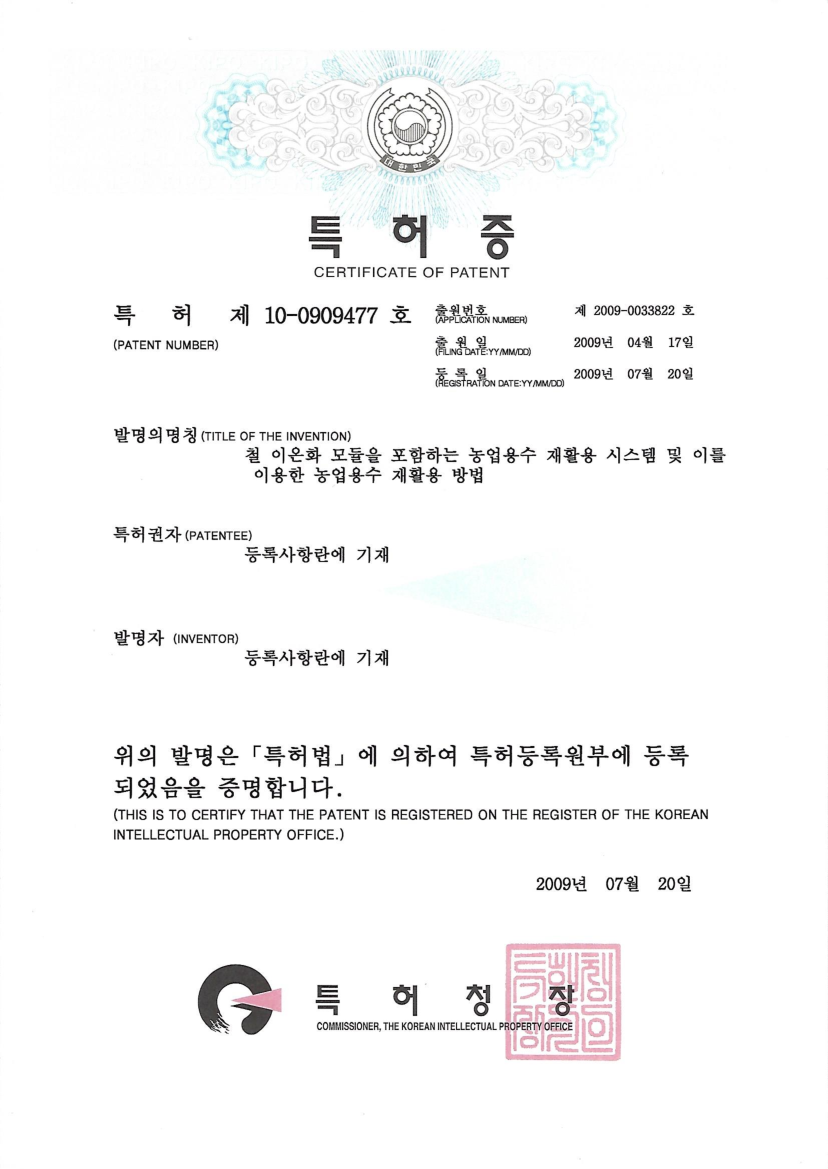 대한민국
특 허 증
CERTIFICATE OF PATENT
특 허 제 10-0909477 호
(PATENT NUMBER)
출원번호 제 2009-0033822 호
(APPLICATION NUMBER)
출 원 일 2009년 04월 17일
(FILING DATE:YY/MM/DD)
등 록 일 2009년 07월 20일
(REGISTRATION DATE:YY/MM/DD)
발명의명칭 (TITLE OF THE INVENTION)
철 이온화 모듈을 포함하는 농업용수 재활용 시스템 및 이를
이용한 농업용수 재활용 방법
특허권자 (PATENTEE)
등록사항란에 기재
발명자 (INVENTOR)
등록사항란에 기재
위의 발명은 「특허법」에 의하여 특허등록원부에 등록
되었음을 증명합니다.
(THIS IS TO CERTIFY THAT THE PATENT IS REGISTERED ON THE REGISTER OF THE KOREAN
INTELLECTUAL PROPERTY OFFICE.)
2009년 07월 20일
특 허 청 장
COMMISSIONER, THE KOREAN INTELLECTUAL PROPERTY OFFICE